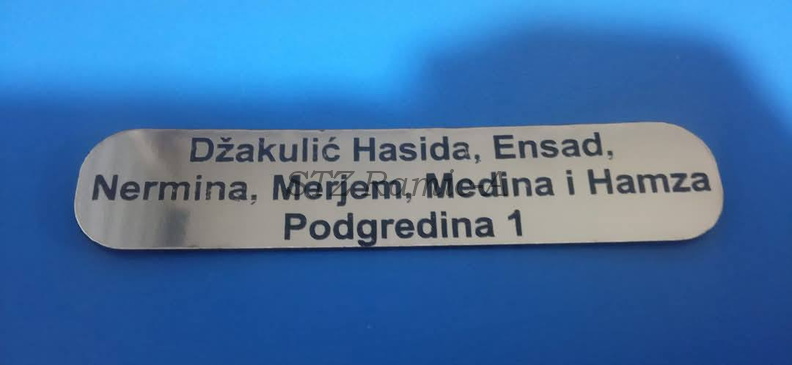 Džakulić Hasida, Ensad,
Nermina, Merjem, Medina i Hamza
Podgredina 1